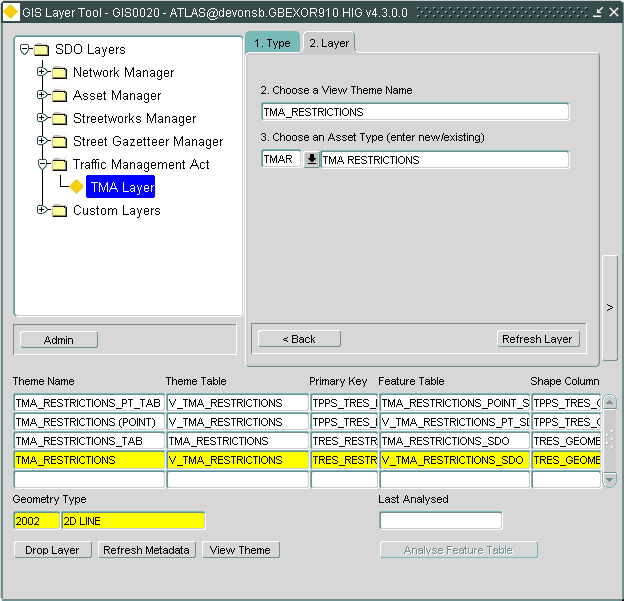 GIS Layer Tool - GIS0020 - ATLAS@devonsb.GBEXOR910 HIG v4.3.0.0
SDO Layers
Network Manager
Asset Manager
Streetworks Manager
Street Gazetteer Manager
Traffic Management Act
TMA Layer
Custom Layers
Admin
1. Type 2. Layer
2. Choose a View Theme Name
TMA_RESTRICTIONS
3. Choose an Asset Type (enter new/existing)
TMAR TMA RESTRICTIONS
< Back Refresh Layer
>
Theme Name Theme Table Primary Key Feature Table Shape Column
TMA_RESTRICTIONS_PT_TAB V_TMA_RESTRICTIONS TPPS_TRES_I TMA_RESTRICTIONS_POINT_S TPPS_TRES_G
TMA_RESTRICTIONS (POINT) V_TMA_RESTRICTIONS TPPS_TRES_I V_TMA_RESTRICTIONS_PT_SD TPPS_TRES_G
TMA_RESTRICTIONS_TAB TMA_RESTRICTIONS TRES_RESTR TMA_RESTRICTIONS_SDO TRES_GEOME
TMA_RESTRICTIONS V_TMA_RESTRICTIONS TRES_RESTR V_TMA_RESTRICTIONS_SDO TRES_GEOME
Geometry Type Last Analysed
2002 2D LINE
Drop Layer Refresh Metadata View Theme Analyse Feature Table